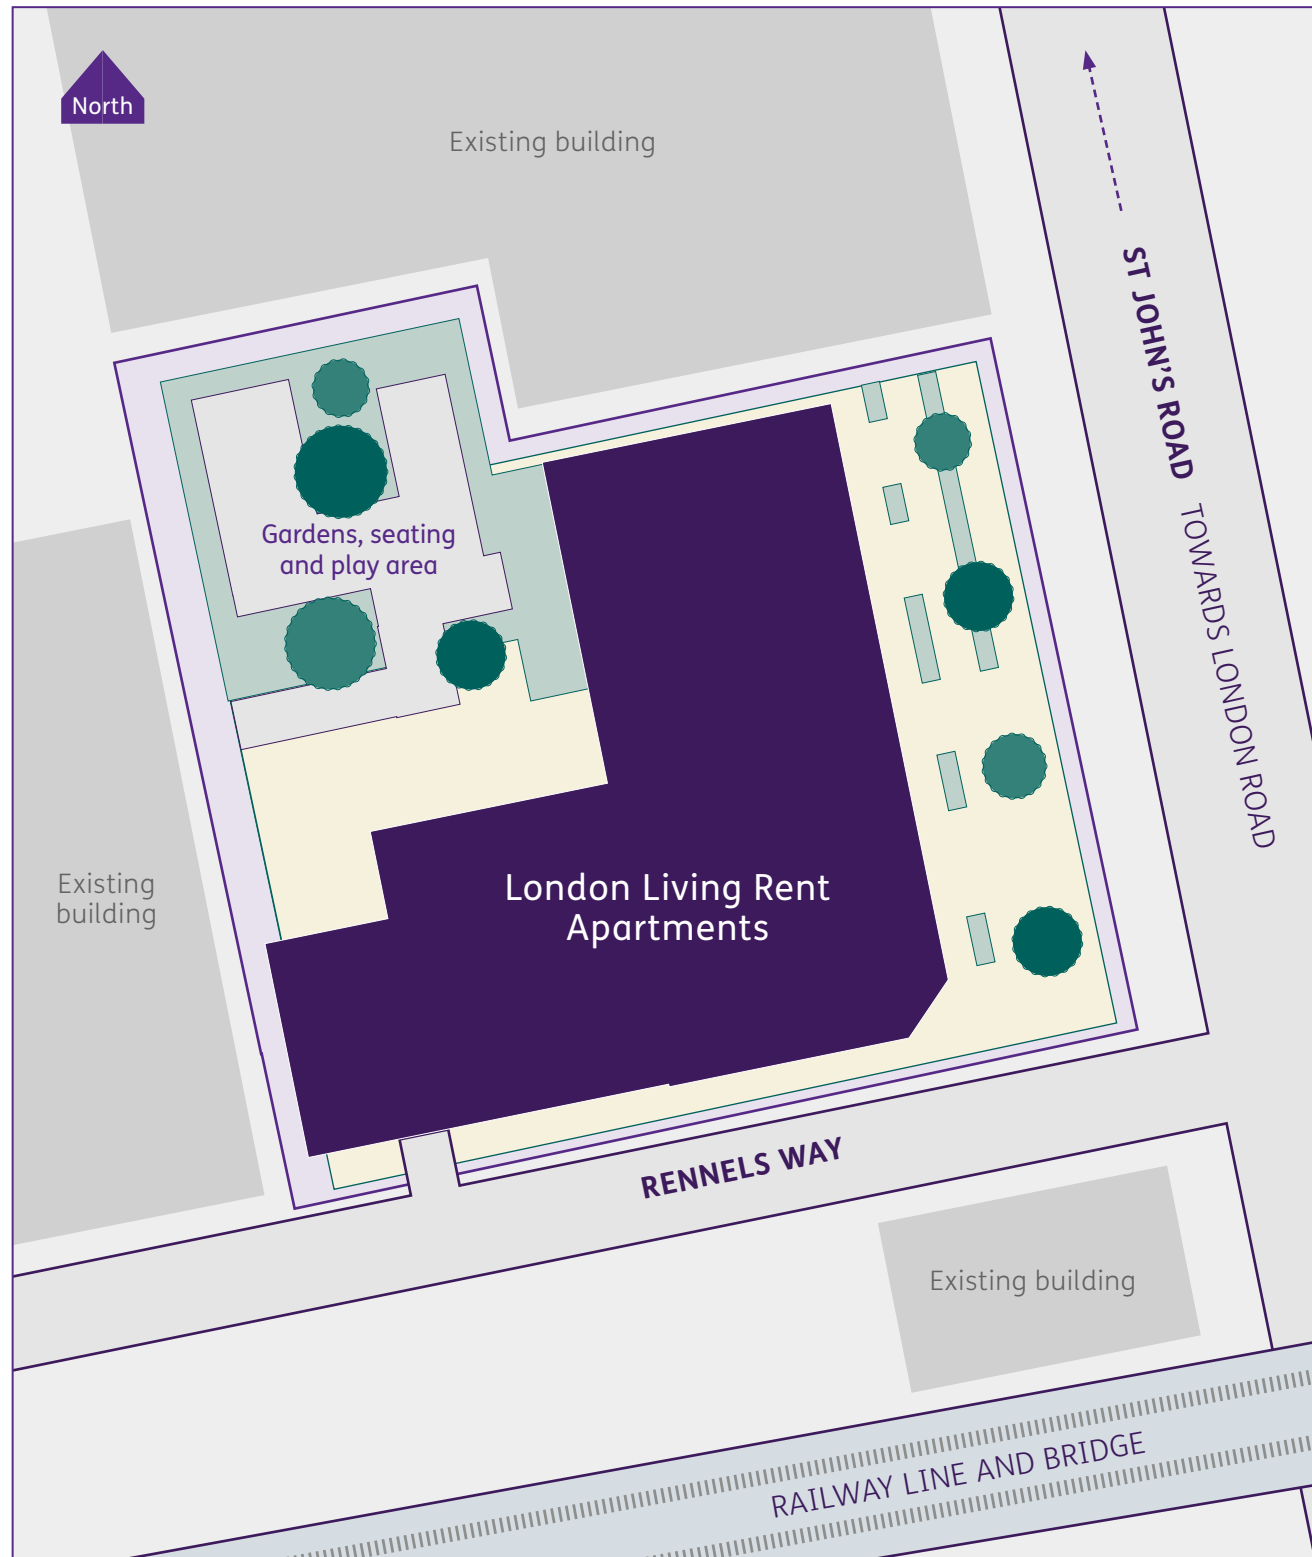 North
Existing building
ST JOHN’S ROAD TOWARDS LONDON ROAD
Gardens, seating
and play area
Existing
building
London Living Rent
Apartments
RENNELS WAY
Existing building
RAILWAY LINE AND BRIDGE